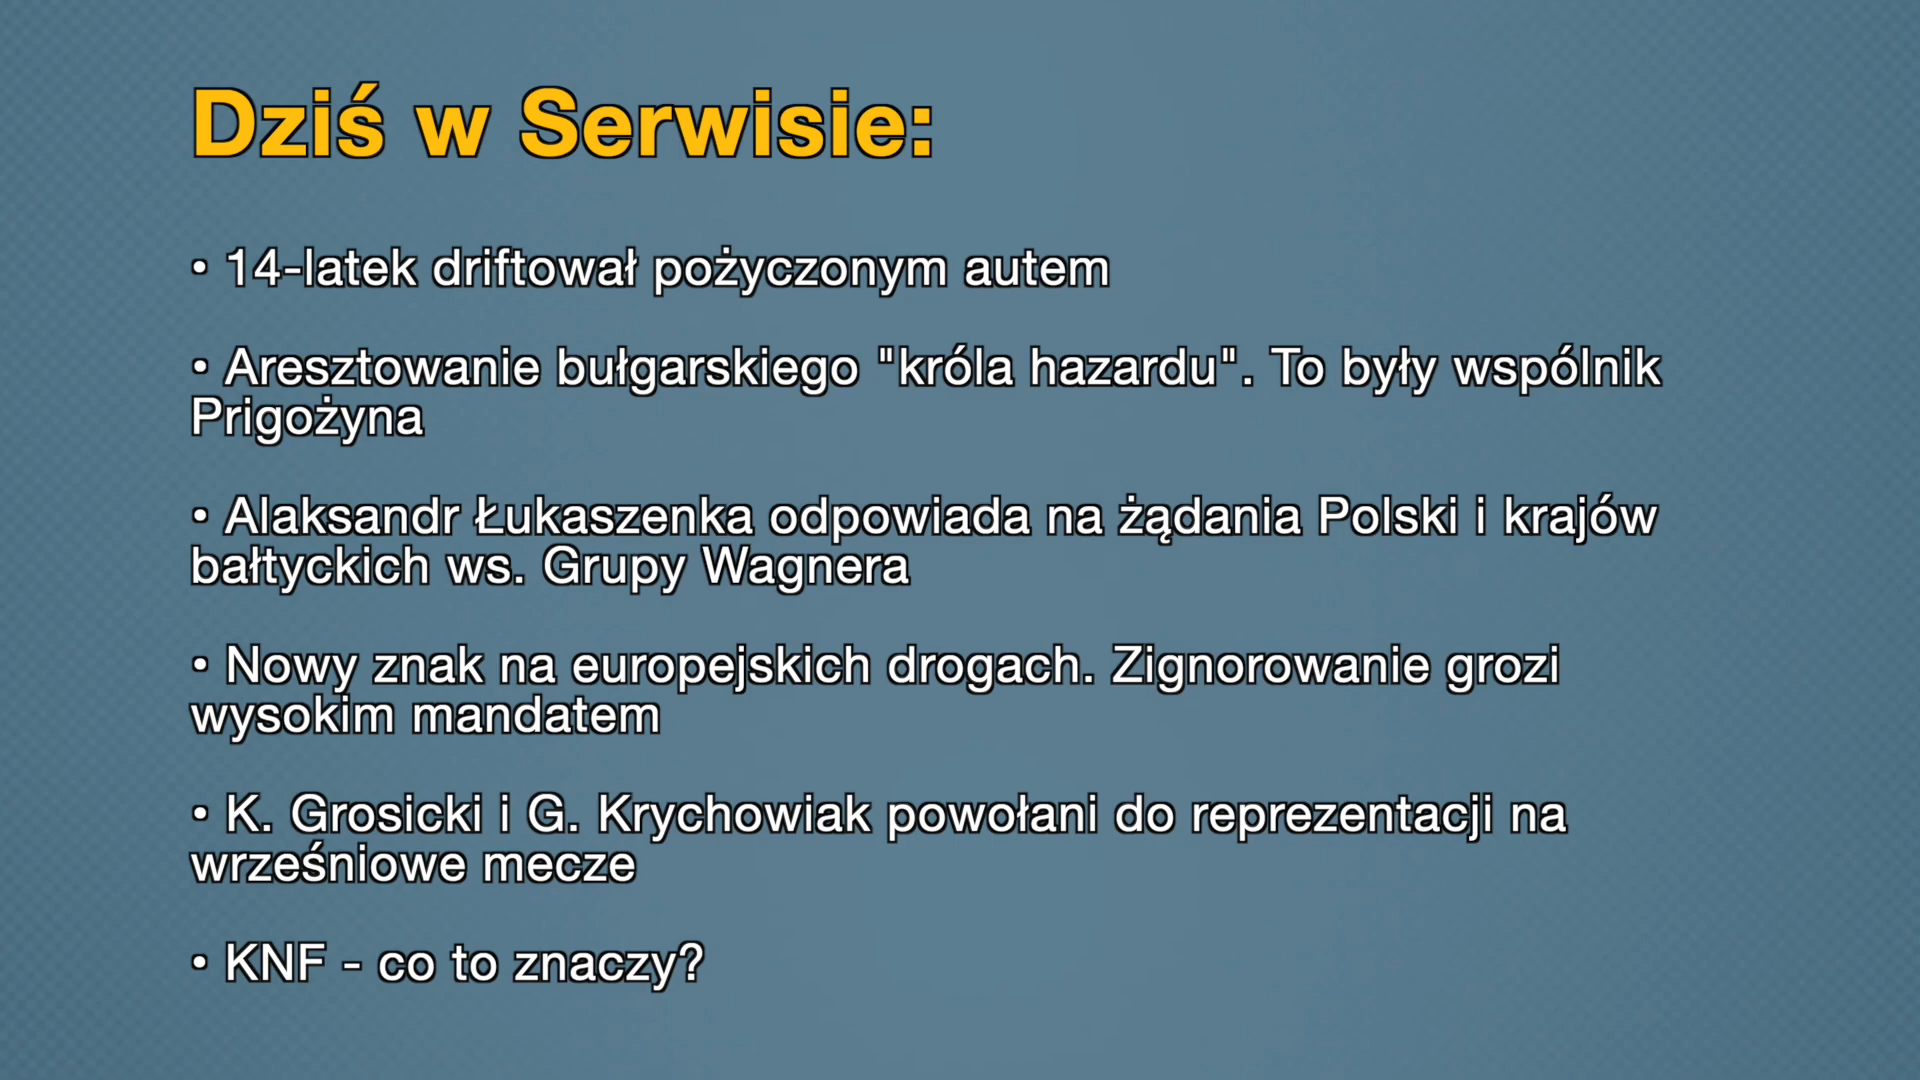 Dziś w Serwisie:
• 14-latek driftował pożyczonym autem
• Aresztowanie bułgarskiego "króla hazardu". To były wspólnik
Prigożyna
• Alaksandr Łukaszenka odpowiada na żądania Polski i krajów
bałtyckich ws. Grupy Wagnera
• Nowy znak na europejskich drogach. Zignorowanie grozi
wysokim mandatem
• K. Grosicki i G. Krychowiak powołani do reprezentacji na
wrześniowe mecze
• KNF - co to znaczy?